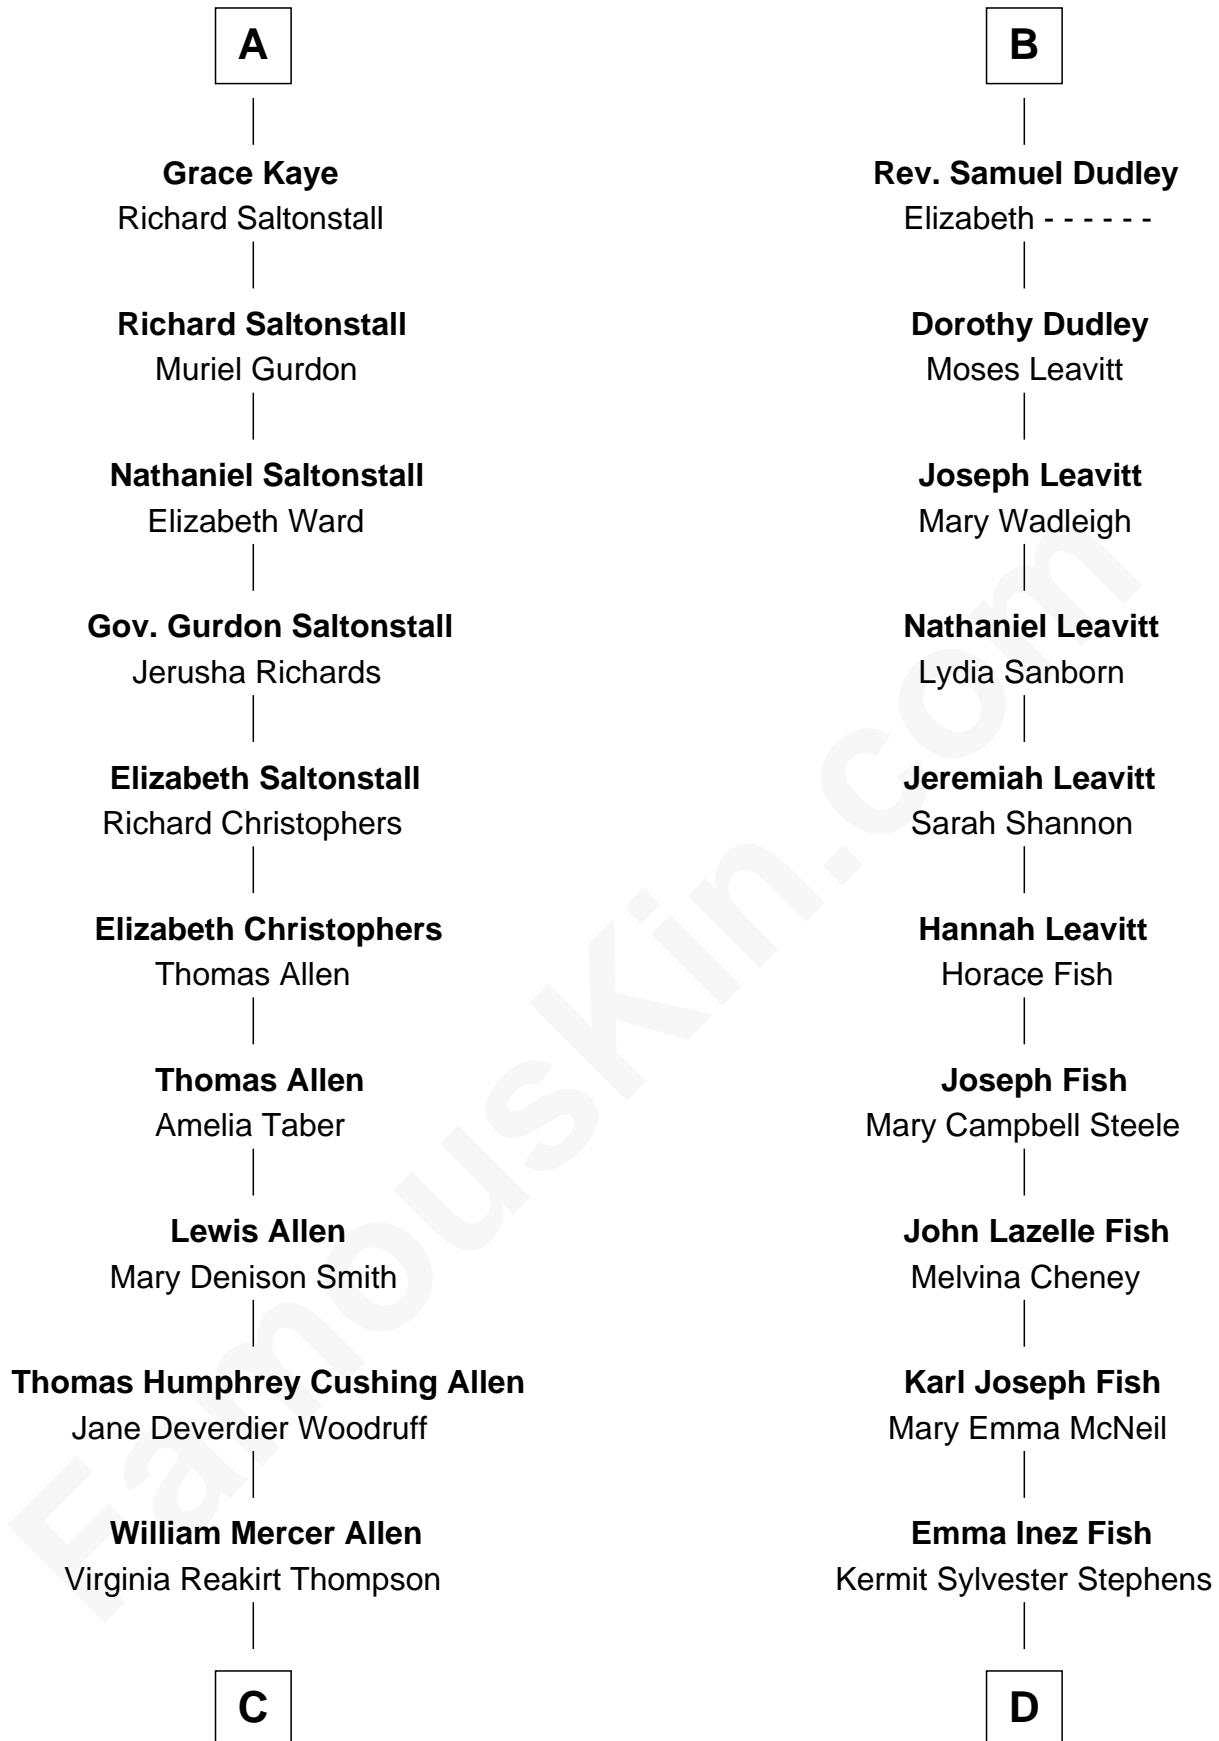 A
Grace Kaye
Richard Saltonstall
Richard Saltonstall
Muriel Gurdon
Nathaniel Saltonstall
Elizabeth Ward
Gov. Gurdon Saltonstall
Jerusha Richards
Elizabeth Saltonstall
Richard Christophers
Elizabeth Christophers
Thomas Allen
Thomas Allen
Amelia Taber
Lewis Allen
Mary Denison Smith
Thomas Humphrey Cushing Allen
Jane Deverdier Woodruff
William Mercer Allen
Virginia Reakirt Thompson
C
B
Rev. Samuel Dudley
Elizabeth - - - - - -
Dorothy Dudley
Moses Leavitt
Joseph Leavitt
Mary Wadleigh
Nathaniel Leavitt
Lydia Sanborn
Jeremiah Leavitt
Sarah Shannon
Hannah Leavitt
Horace Fish
Joseph Fish
Mary Campbell Steele
John Lazelle Fish
Melvina Cheney
Karl Joseph Fish
Mary Emma McNeil
Emma Inez Fish
Kermit Sylvester Stephens
D
FamousKin.com